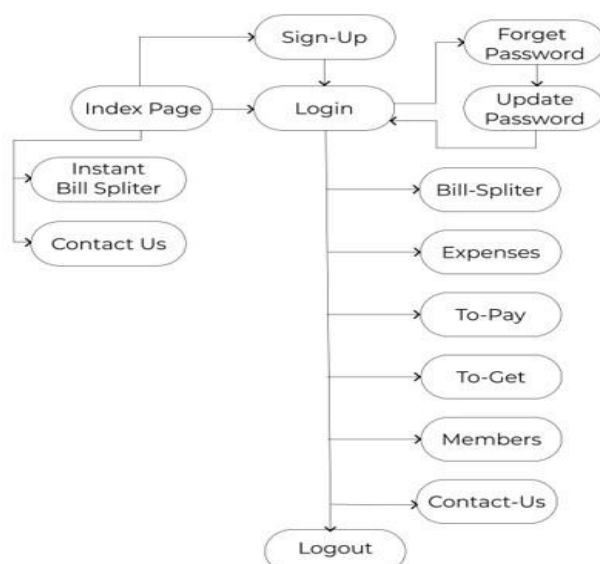 Sign-Up
Forget
Password
Index Page
Login
Update
Password
Instant
Bill Spliter
Contact Us
Bill-Spliter
Expenses
To-Pay
To-Get
Members
Contact-Us
Logout